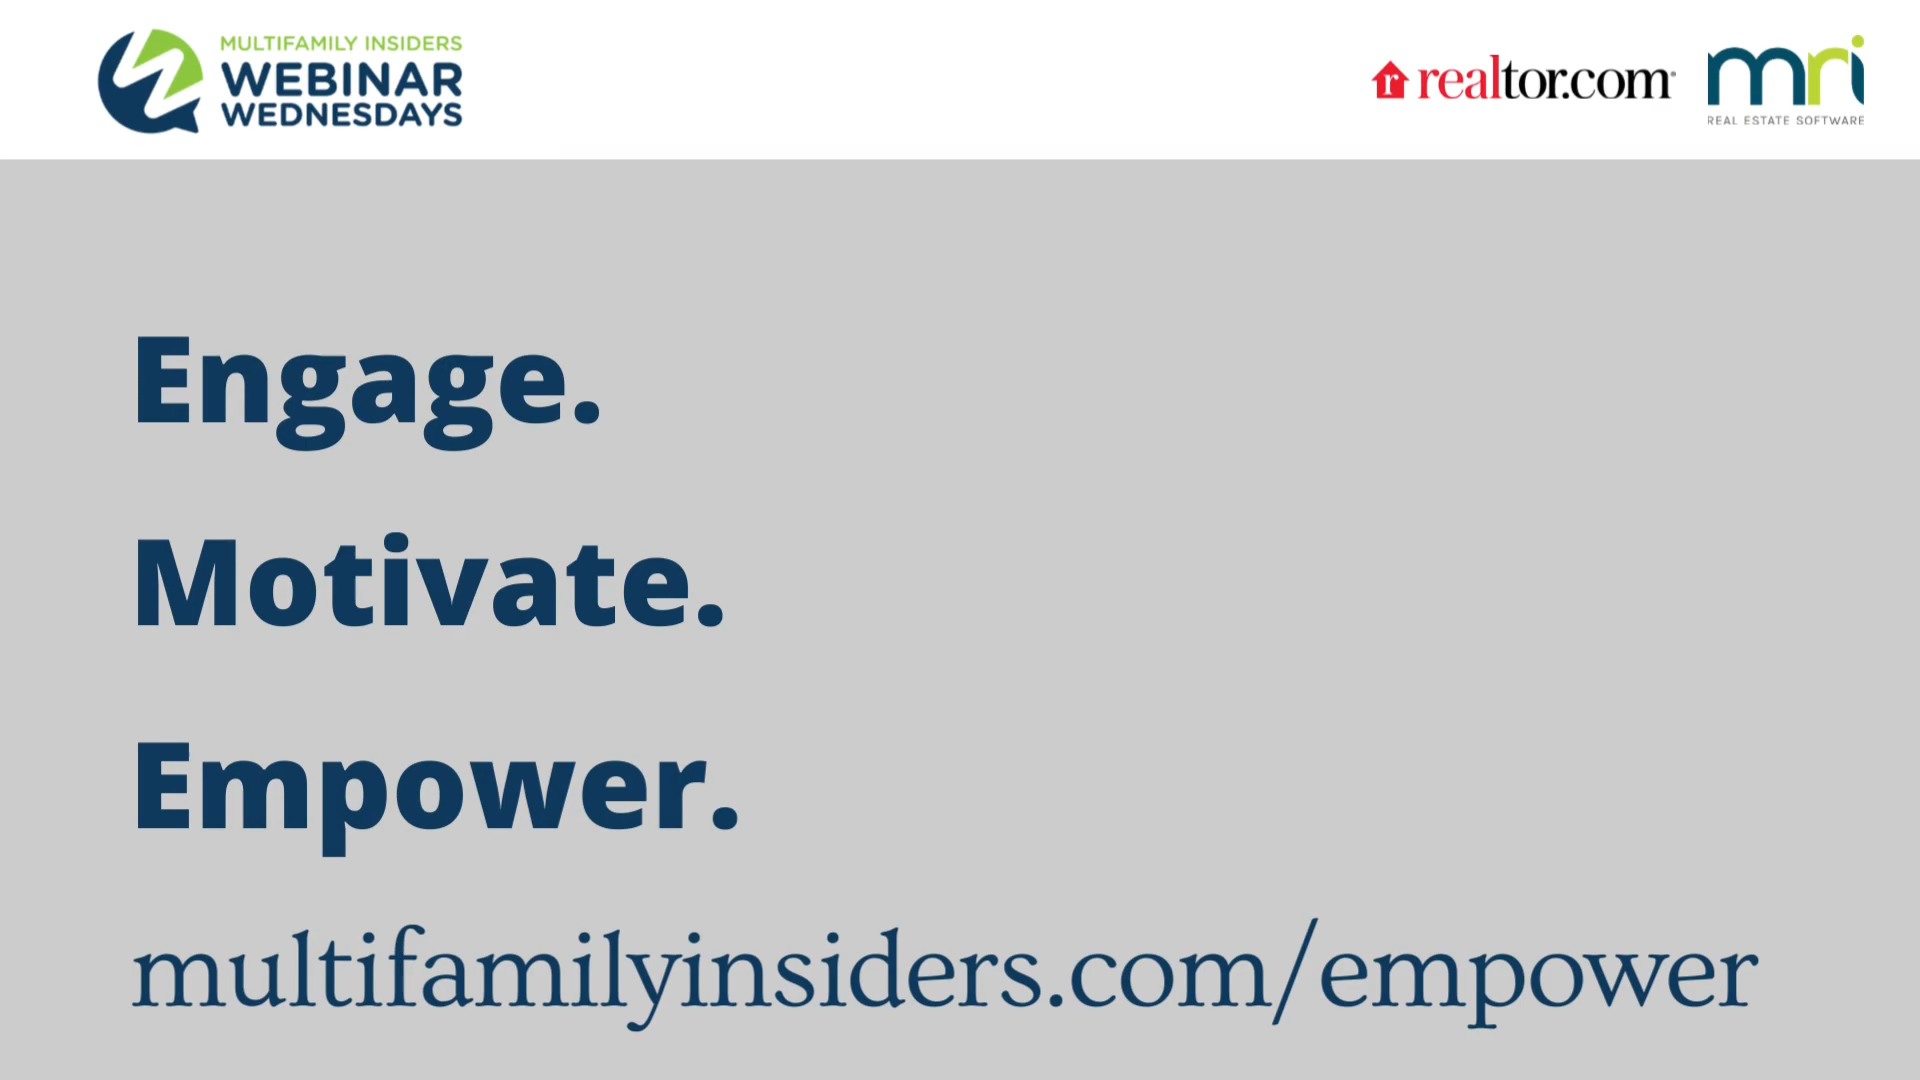 MULTIFAMILY INSIDERS
WEBINAR
WEDNESDAYS
realtor.com®
mri
REAL ESTATE SOFTWARE
Engage.
Motivate.
Empower.
multifamilyinsiders.com/empower